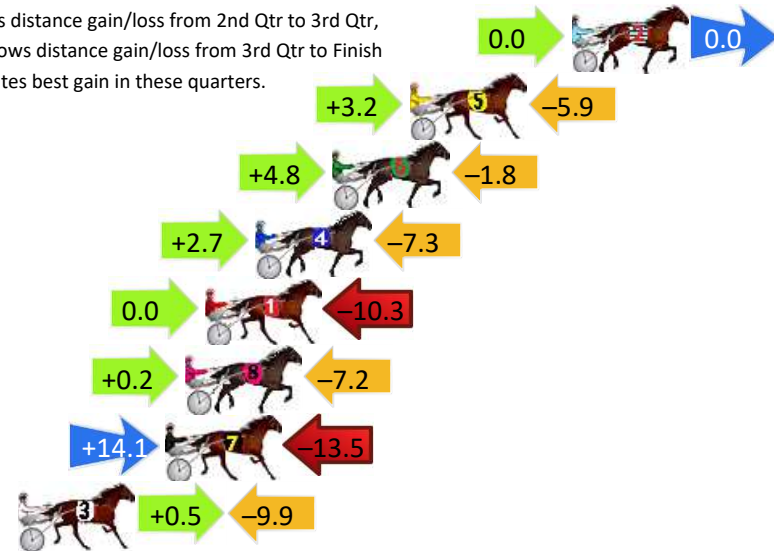 s distance gain/loss from 2nd Qtr to 3rd Qtr,
ows distance gain/loss from 3rd Qtr to Finish
tes best gain in these quarters.
0.0 2 0.0
+3.2 5 –5.9
+4.8 6 –1.8
+2.7 4 –7.3
0.0 1 –10.3
+0.2 8 –7.2
+14.1 7 –13.5
3 +0.5 –9.9